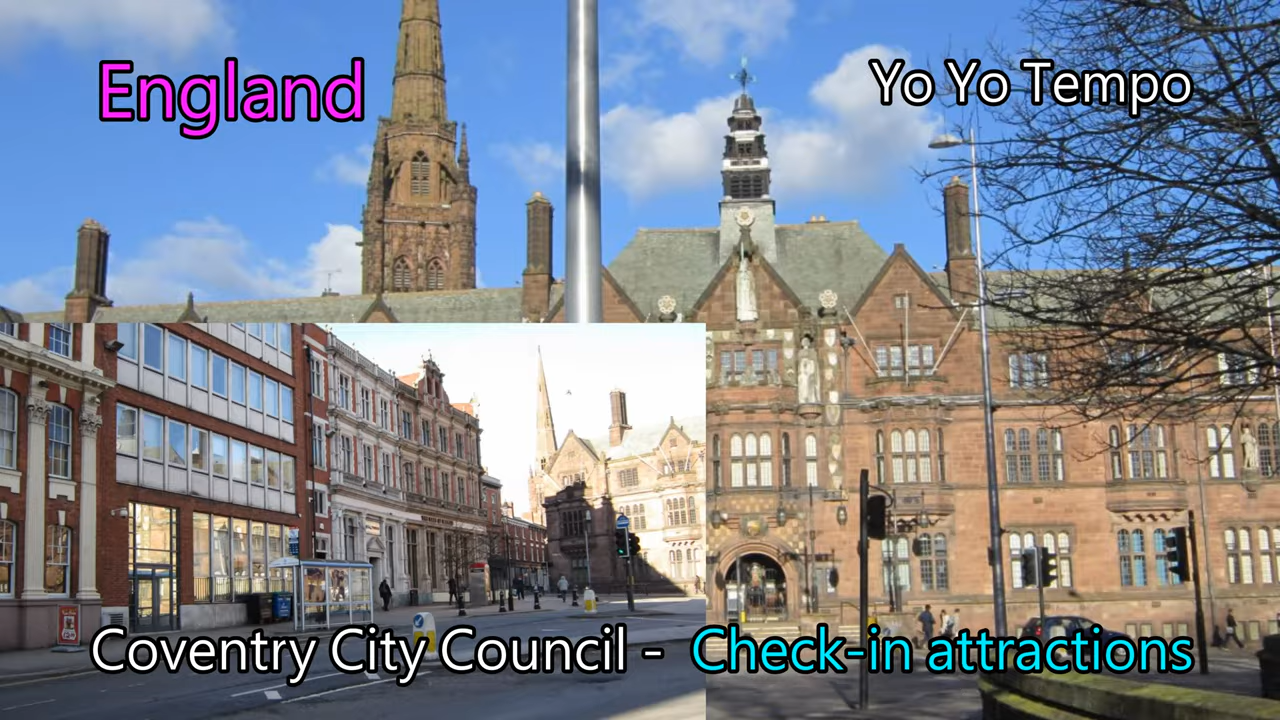 England
Yo Yo Tempo
Coventry City Council - Check-in attractions